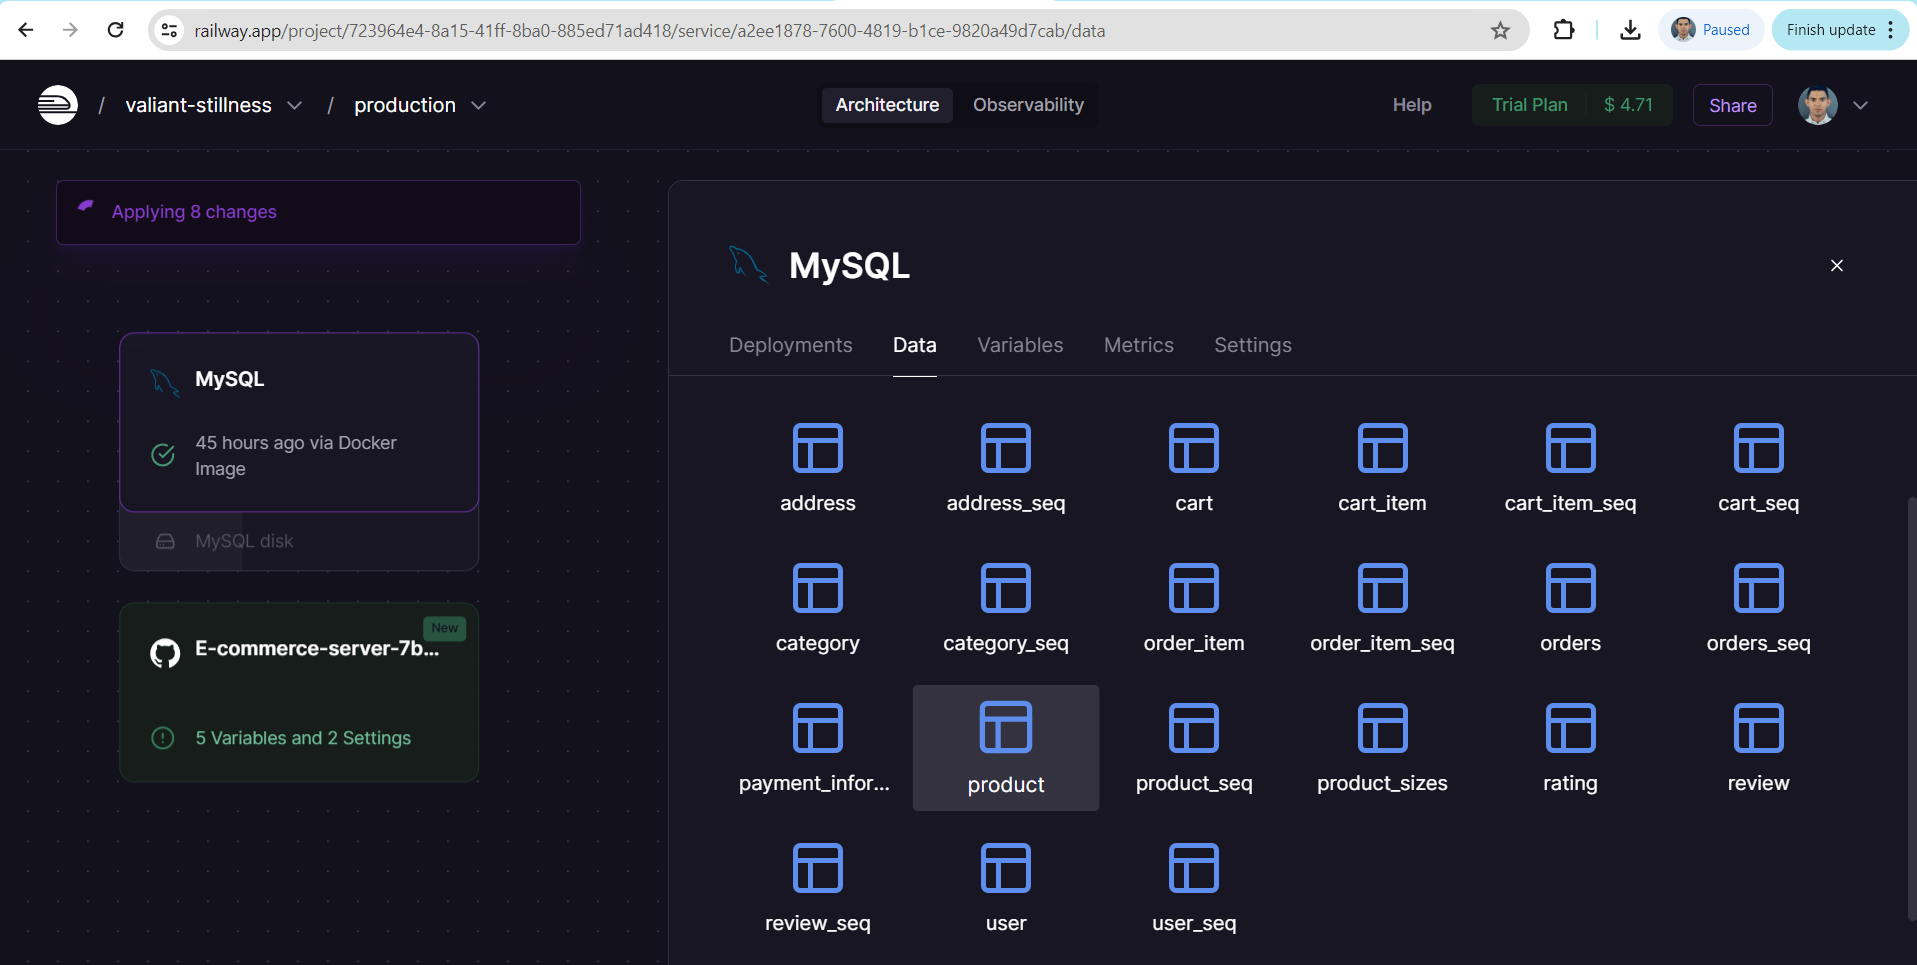 railway.app/project/723964e4-8a15-41ff-8ba0-885ed71ad418/service/a2ee1878-7600-4819-b1ce-9820a49d7cab/data
Paused
Finish update
/ valiant-stillness / production
Architecture
Observability
Help
Trial Plan
$ 4.71
Share
Applying 8 changes
MySQL
45 hours ago via Docker
Image
MySQL disk
New
E-commerce-server-7b...
5 Variables and 2 Settings
MySQL
Deployments
Data
Variables
Metrics
Settings
address
address_seq
cart
cart_item
cart_item_seq
cart_seq
category
category_seq
order_item
order_item_seq
orders
orders_seq
payment_infor...
product
product_seq
product_sizes
rating
review
review_seq
user
user_seq